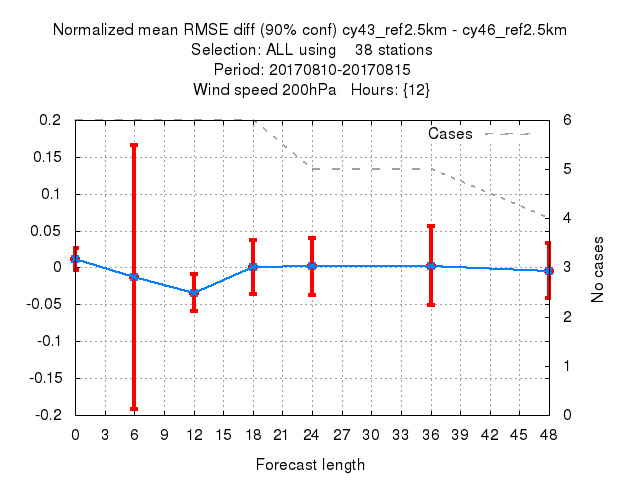 Normalized mean RMSE diff (90% conf) cy43_ref2.5km - cy46_ref2.5km
Selection: ALL using    38 stations
Period: 20170810-20170815
Wind speed 200hPa   Hours: {12}
Cases
0.2
0.15
0.1
0.05
0
-0.05
-0.1
-0.15
-0.2
6
5
4
3
2
1
0
No cases
0 3 6 9 12 15 18 21 24 27 30 33 36 39 42 45 48
Forecast length